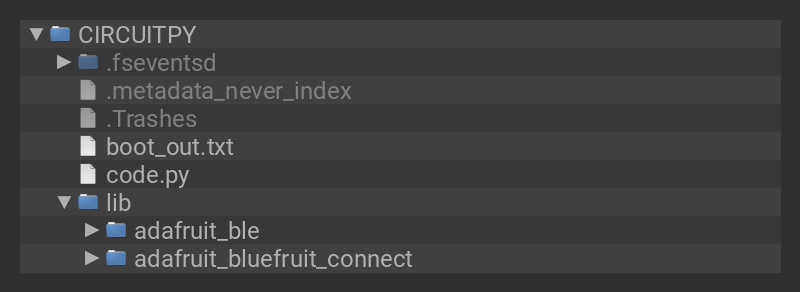 CIRCUITPY
.fseventsd
.metadata_never_index
.Trashes
boot_out.txt
code.py
lib
adafruit_ble
adafruit_bluefruit_connect